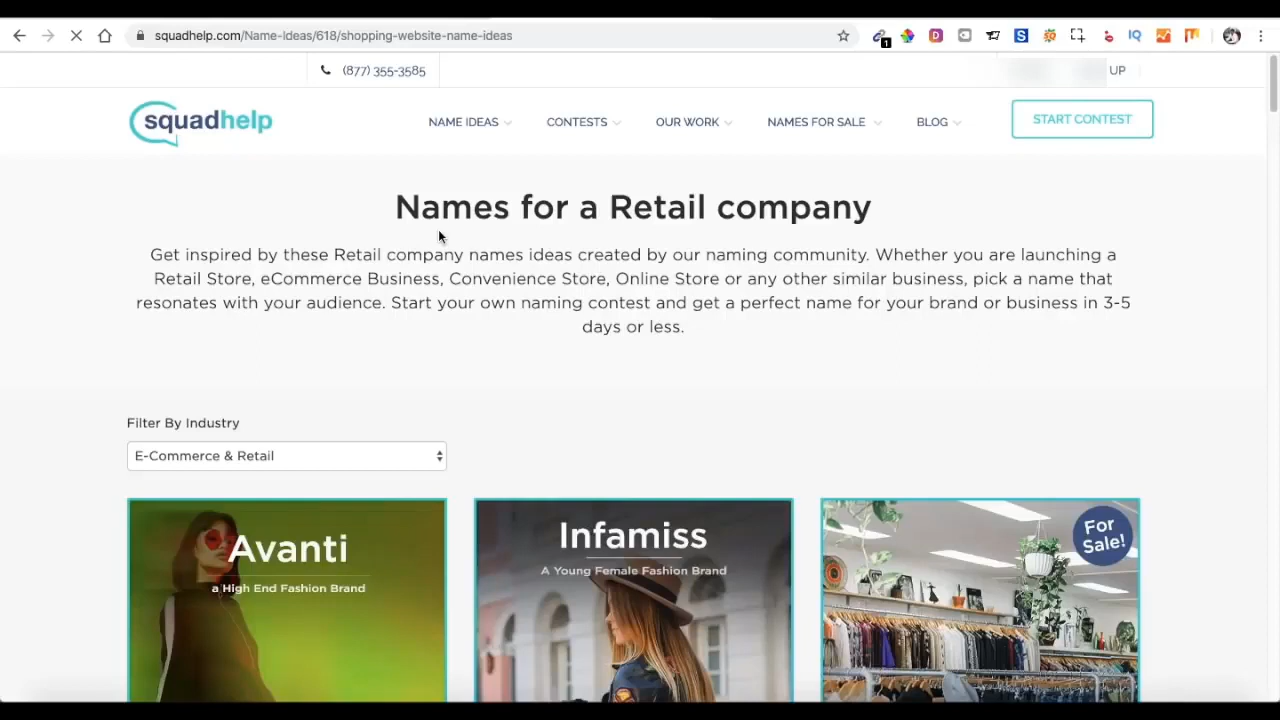 squadhelp.com/Name-Ideas/618/shopping-website-name-ideas
1
(877) 355-3585
UP
squadhelp
NAME IDEAS
CONTESTS
OUR WORK
NAMES FOR SALE
BLOG
START CONTEST
Names for a Retail company
Get inspired by these Retail company names ideas created by our naming community. Whether you are launching a
Retail Store, eCommerce Business, Convenience Store, Online Store or any other similar business, pick a name that
resonates with your audience. Start your own naming contest and get a perfect name for your brand or business in 3-5
days or less.
Filter By Industry
E-Commerce & Retail
Avanti
a High End Fashion Brand
Infamiss
A Young Female Fashion Brand
For
Sale!